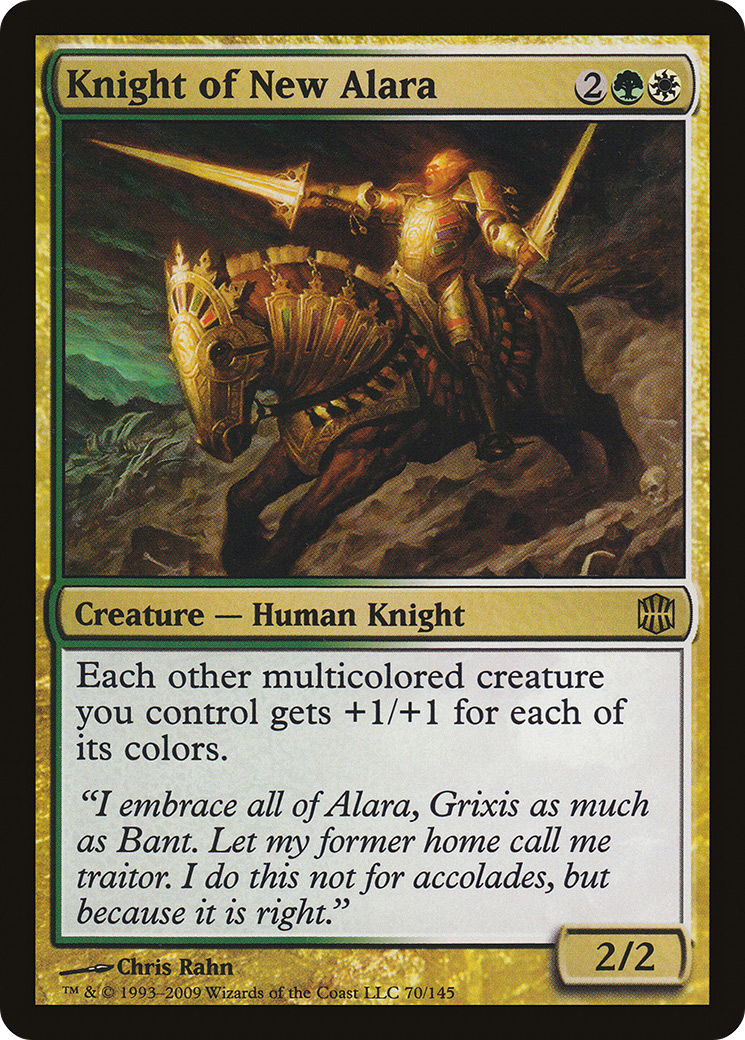 Knight of New Alara 2
Creature — Human Knight
Each other multicolored creature
you control gets +1/+1 for each of
its colors.
“I embrace all of Alara, Grixis as much
as Bant. Let my former home call me
traitor. I do this not for accolades, but
because it is right.”
2/2
Chris Rahn
™ & © 1993–2009 Wizards of the Coast LLC 70/145